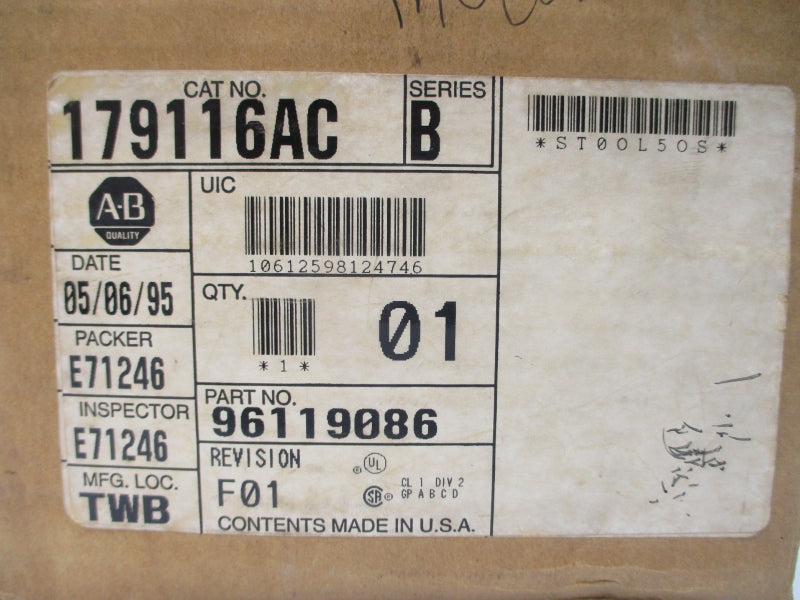 CAT NO.
179116AC
SERIES
B
*ST00L50S*
A-B
QUALITY
UIC
10612598124746
DATE
05/06/95
QTY.
*1*
01
PACKER
E71246
PART NO.
96119086
INSPECTOR
E71246
REVISION
F01
UL
SA
CL 1 DIV 2
GP A B C D
MFG. LOC.
TWB
CONTENTS MADE IN U.S.A.